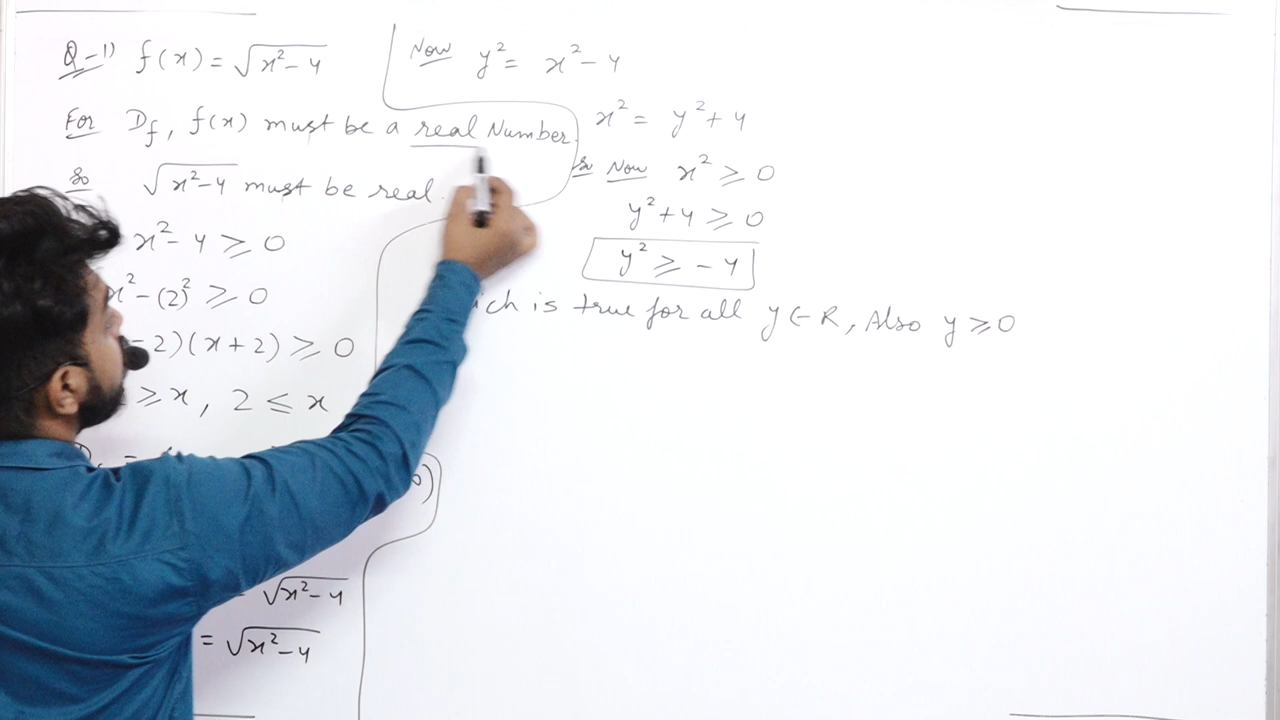 Q-1) f(x) = √x²-4
For Df, f(x) must be a real Number.
so √x²-4 must be real.
x²-4 ≥ 0
x²-(2)² ≥ 0
-2)(x+2) ≥ 0
≥ x, 2 ≤ x
√x²-4
= √x²-4
Now y² = x²-4
x² = y²+4
so Now x² ≥ 0
y²+4 ≥ 0
y² ≥ -4
is true for all y ∈ R, Also y ≥ 0